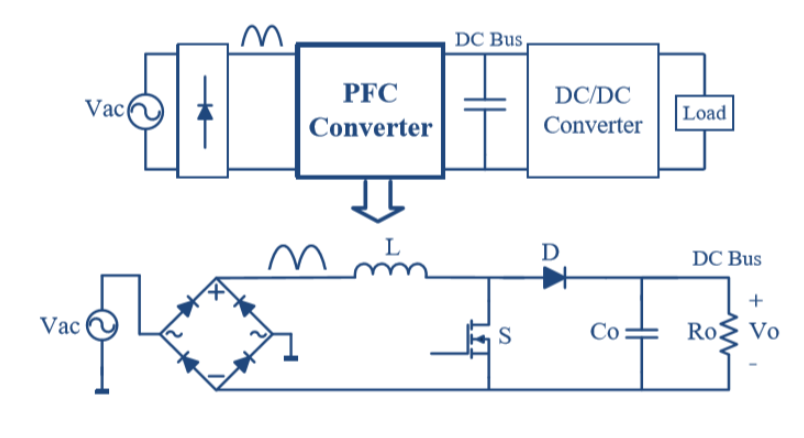 DC Bus
Vac
PFC
Converter
DC/DC
Converter
Load
L
D
DC Bus
Vac
+
~
~
−
S
Co
Ro
+
Vo
-